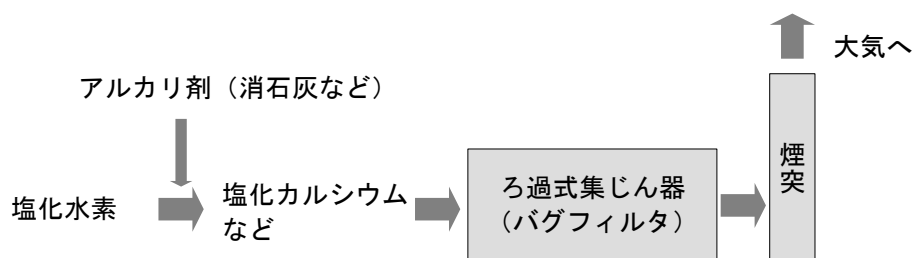 大気へ
アルカリ剤（消石灰など）
煙突
塩化水素
塩化カルシウム
など
ろ過式集じん器
（バグフィルタ）